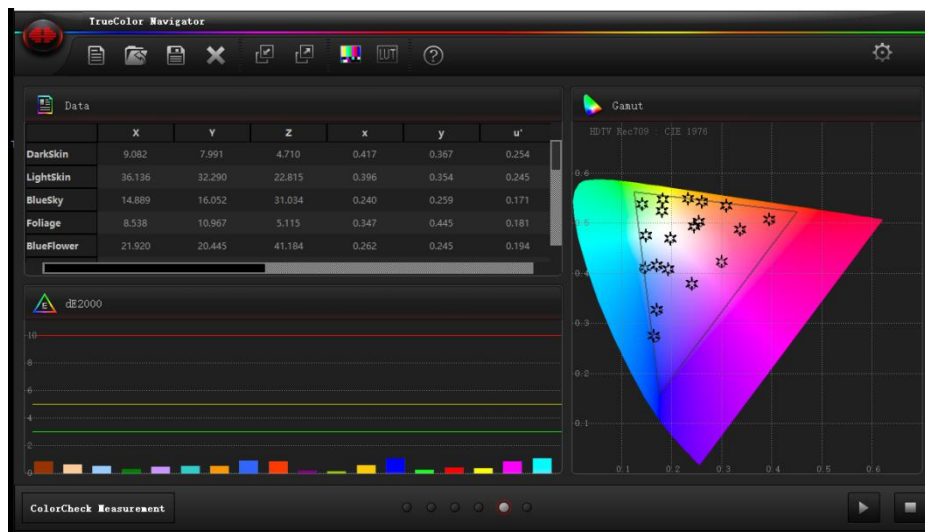 TrueColor Navigator
LUT
Data
X Y Z x y u'
DarkSkin 9.082 7.991 4.710 0.417 0.367 0.254
LightSkin 36.136 32.290 22.815 0.396 0.354 0.245
BlueSky 14.889 16.052 31.034 0.240 0.259 0.171
Foliage 8.538 10.967 5.115 0.347 0.445 0.181
BlueFlower 21.920 20.445 41.184 0.262 0.245 0.194
E dE2000
10
8
6
4
2
0
Gamut
HDTV Rec709 : CIE 1976
0.6
0.5
0.4
0.3
0.2
0.1
0.1 0.2 0.3 0.4 0.5 0.6
ColorCheck Measurement